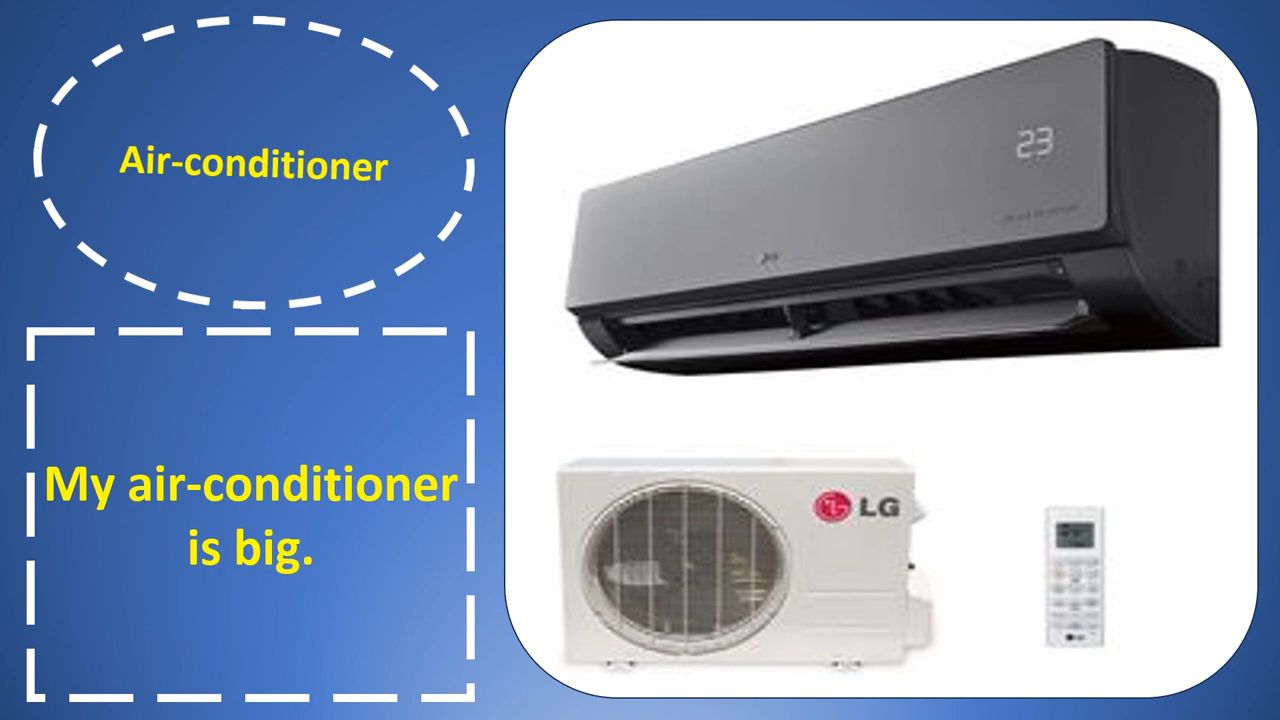 Air-conditioner
My air-conditioner
is big.
23
LG